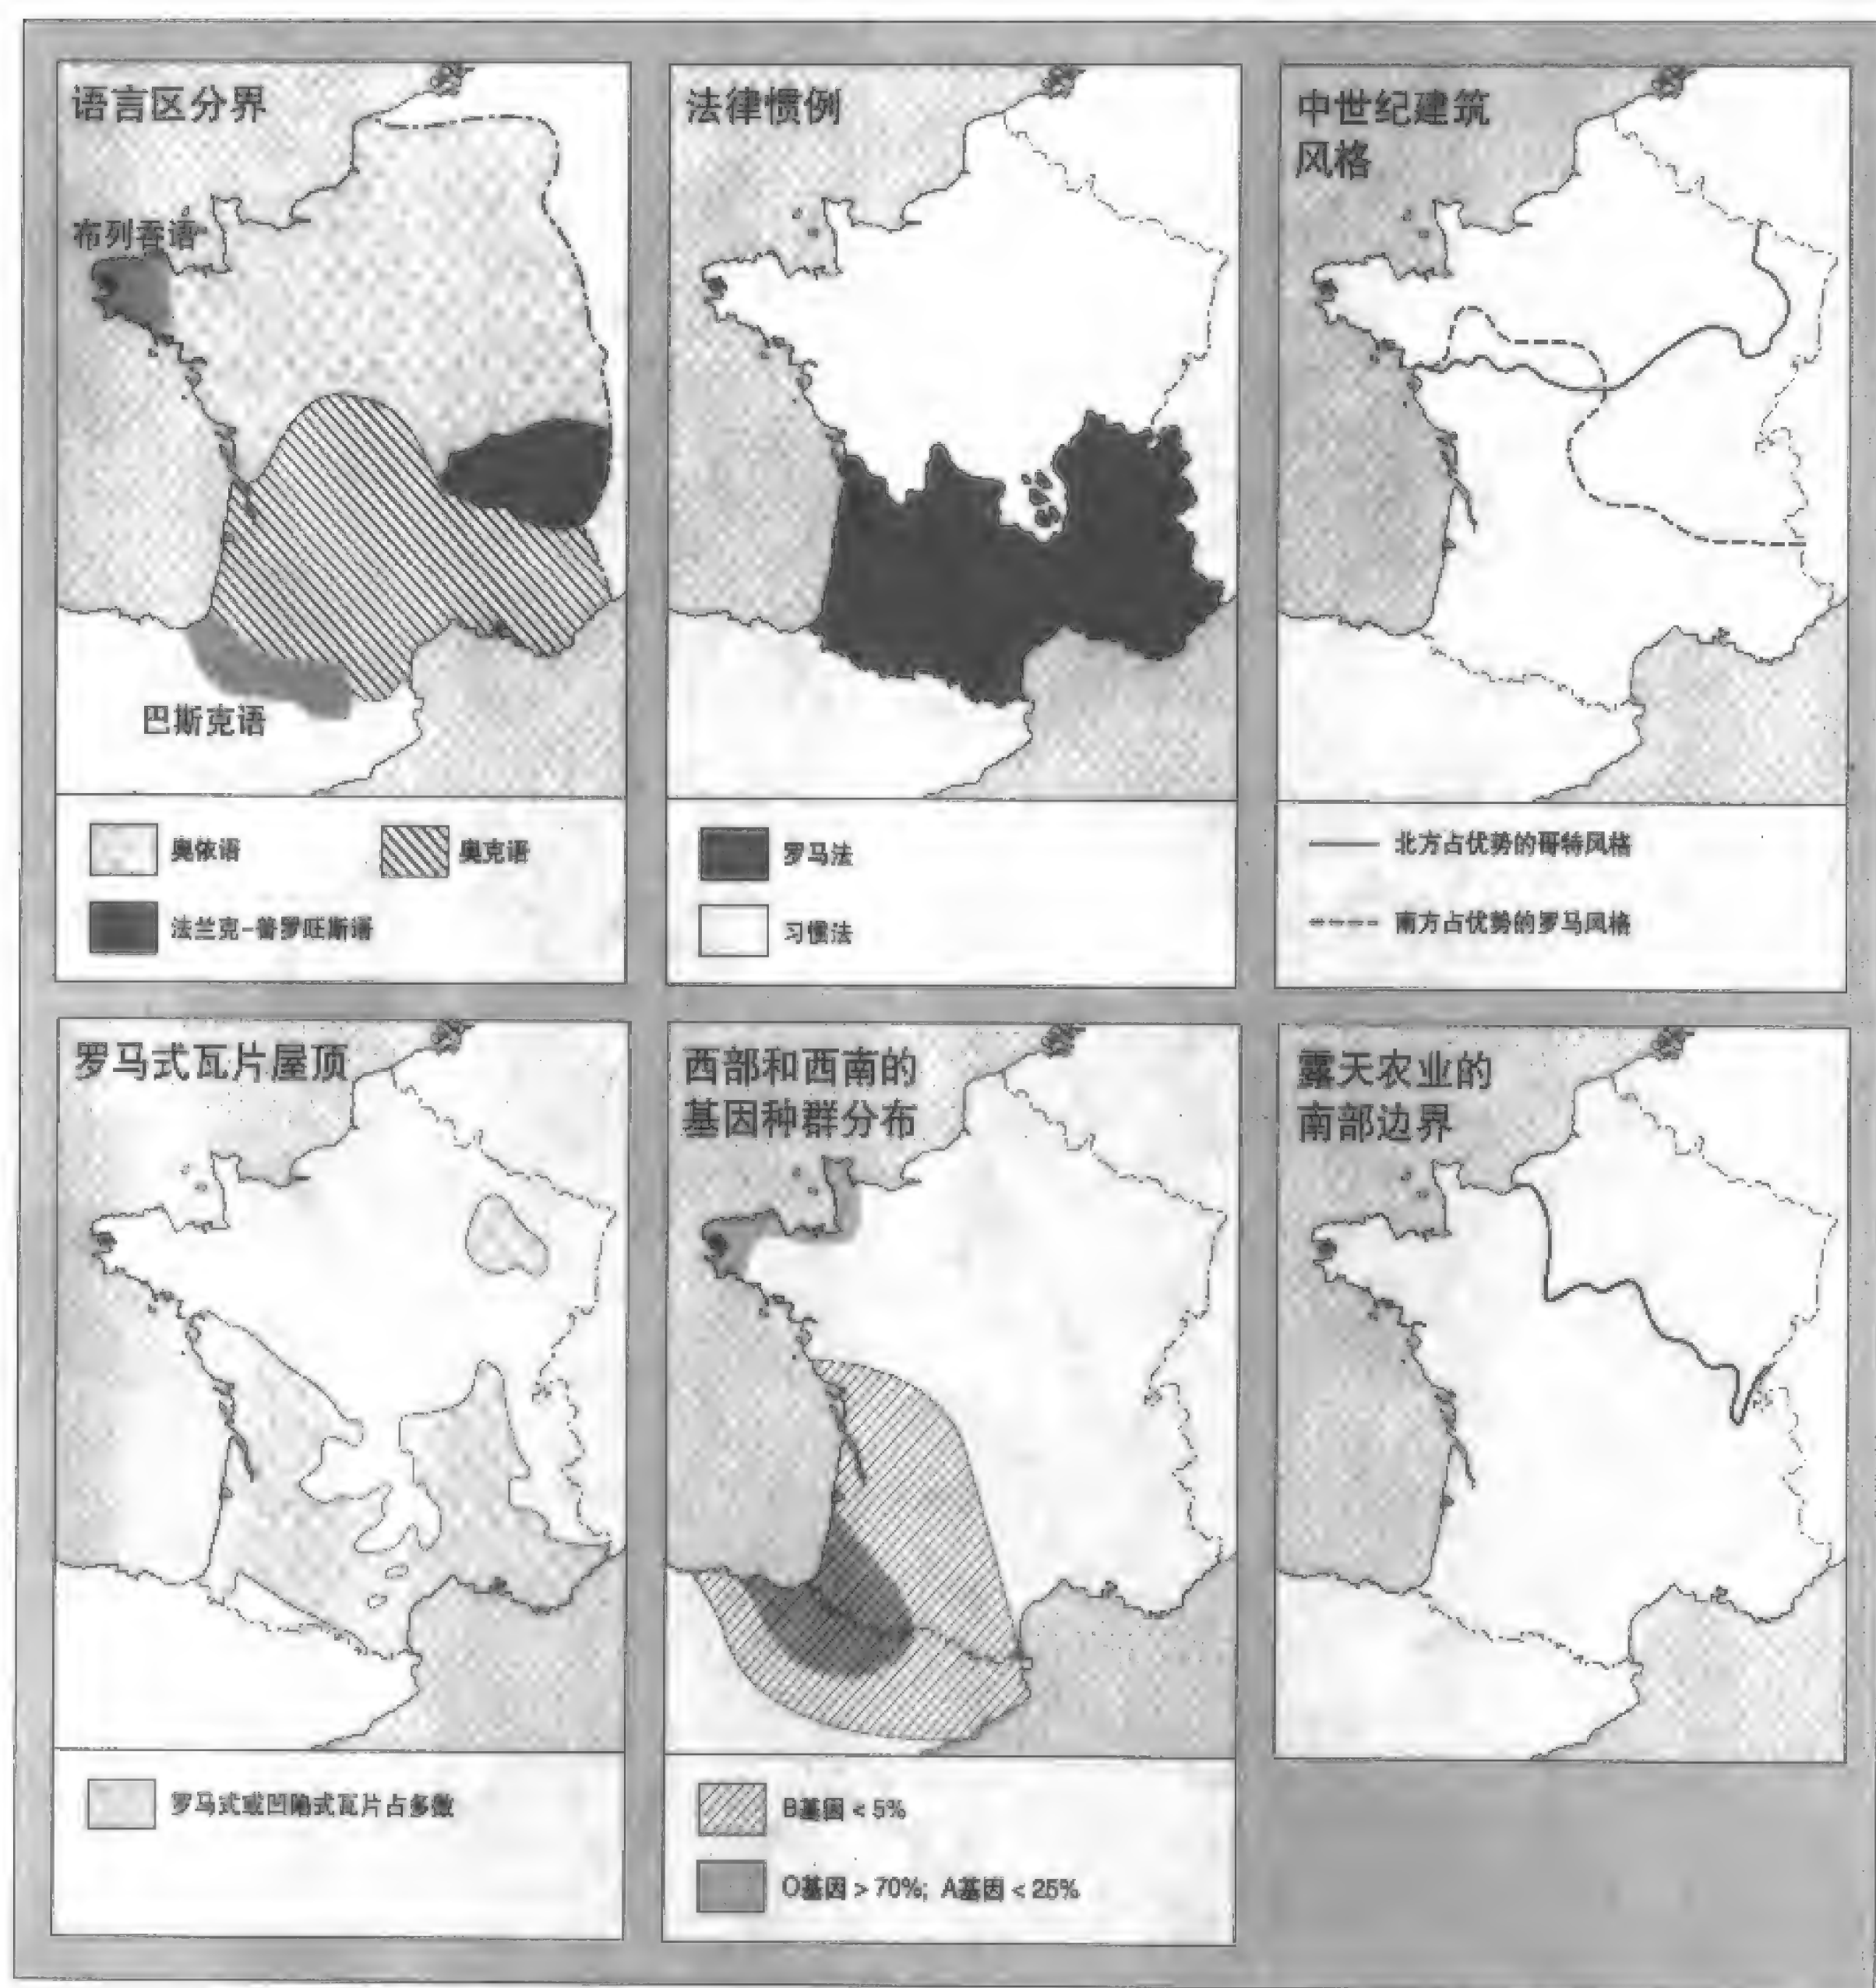 语言区分界
布列吞语
巴斯克语
奥依语
奥克语
法兰克-普罗旺斯语
法律惯例
罗马法
习惯法
中世纪建筑
风格
北方占优势的哥特风格
南方占优势的罗马风格
罗马式瓦片屋顶
罗马式或凹陷式瓦片占多数
西部和西南的
基因种群分布
B基因 < 5%
O基因 > 70%; A基因 < 25%
露天农业的
南部边界